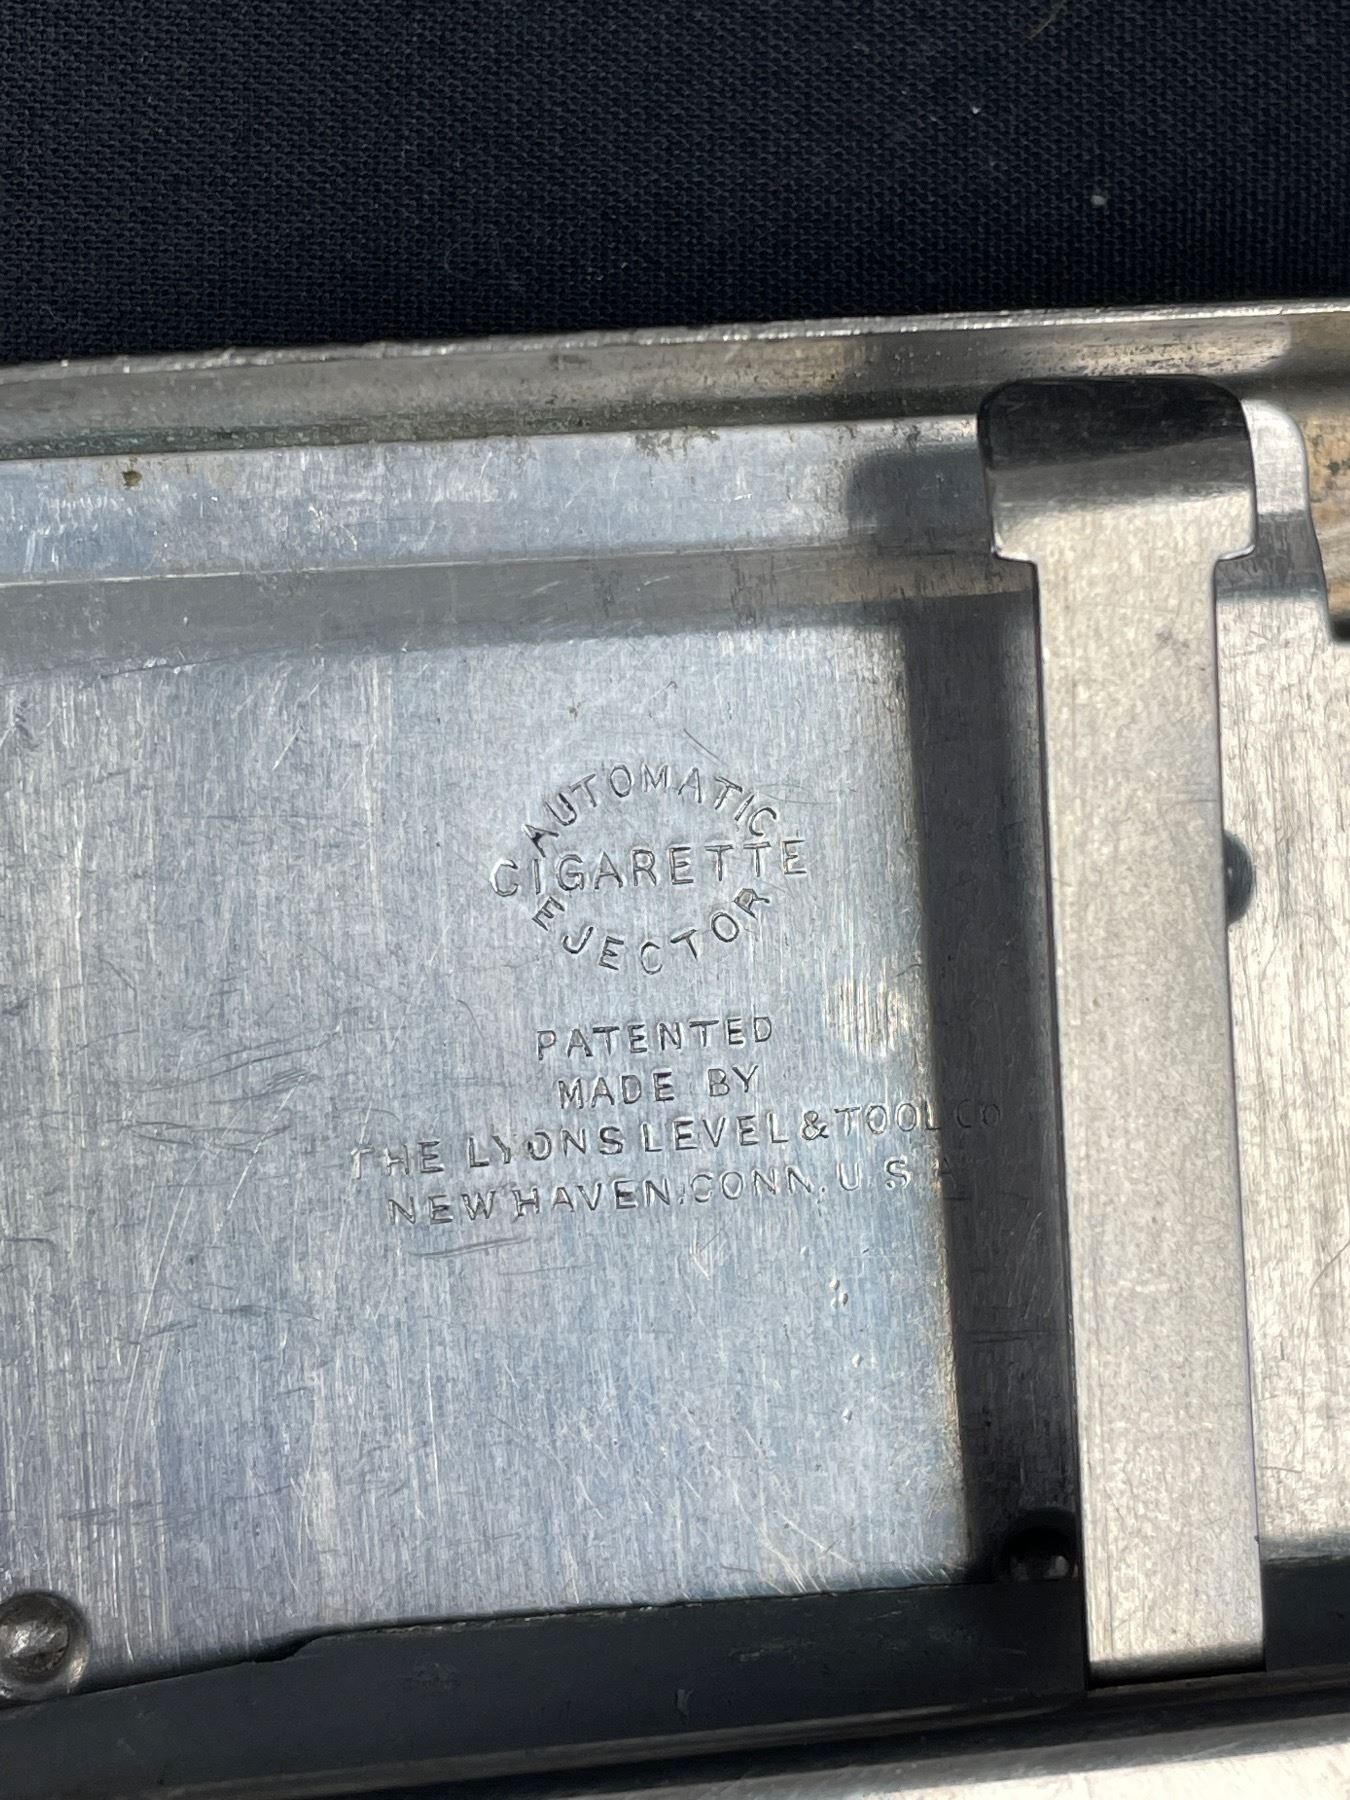 AUTOMATIC
CIGARETTE
EJECTOR
PATENTED
MADE BY
THE LYONS LEVEL & TOOL CO
NEW HAVEN, CONN. U.S.A